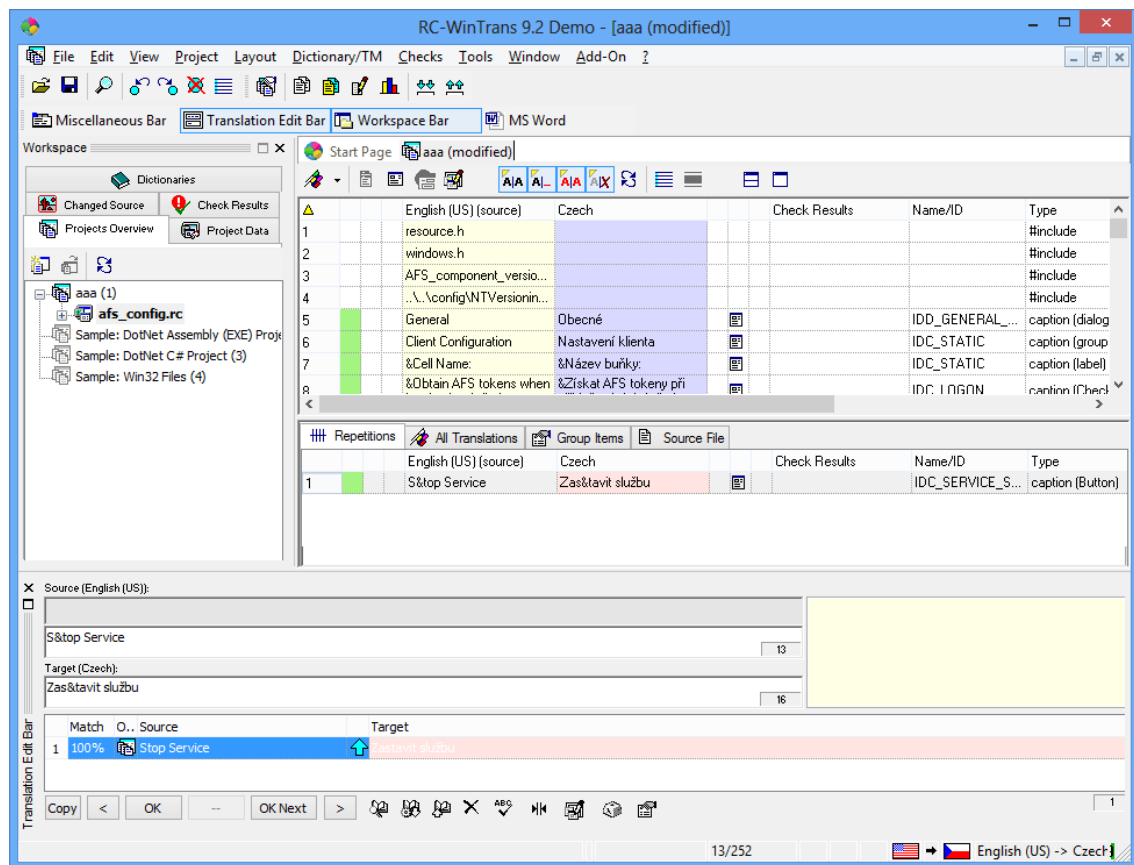 RC-WinTrans 9.2 Demo - [aaa (modified)]
File Edit View Project Layout Dictionary/TM Checks Tools Window Add-On ?
Miscellaneous Bar Translation Edit Bar Workspace Bar MS Word
Workspace
Start Page aaa (modified)
Dictionaries
Changed Source Check Results
Projects Overview Project Data
aaa (1)
afs_config.rc
Sample: DotNet Assembly (EXE) Proje
Sample: DotNet C# Project (3)
Sample: Win32 Files (4)
English (US) (source) Czech Check Results Name/ID Type
1 resource.h #include
2 windows.h #include
3 AFS_component_versio... #include
4 ..\..\config\NTVersionin... #include
5 General Obecné IDD_GENERAL_... caption (dialog
6 Client Configuration Nastavení klienta IDC_STATIC caption (group
7 &Cell Name: &Název buňky: IDC_STATIC caption (label)
8 &Obtain AFS tokens when &Získat AFS tokeny při IDC_LOGON caption (Check
Repetitions All Translations Group Items Source File
English (US) (source) Czech Check Results Name/ID Type
1 S&top Service Zas&tavit službu IDC_SERVICE_S... caption (Button)
Source (English (US)):
S&top Service
13
Target (Czech):
Zas&tavit službu
16
Translation Edit Bar
Match O.. Source Target
1 100% Stop Service Zastavit službu
Copy < OK -- OK Next > ABC 1
13/252 English (US) -> Czech